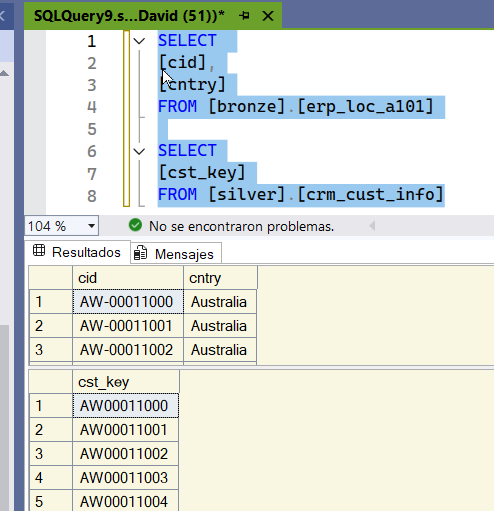 SQLQuery9.s...David (51))*
1 SELECT
2 [cid],
3 [cntry]
4 FROM [bronze].[erp_loc_a101]
5
6 SELECT
7 [cst_key]
8 FROM [silver].[crm_cust_info]
104 % No se encontraron problemas.
Resultados Mensajes
cid cntry
1 AW-00011000 Australia
2 AW-00011001 Australia
3 AW-00011002 Australia
cst_key
1 AW00011000
2 AW00011001
3 AW00011002
4 AW00011003
5 AW00011004